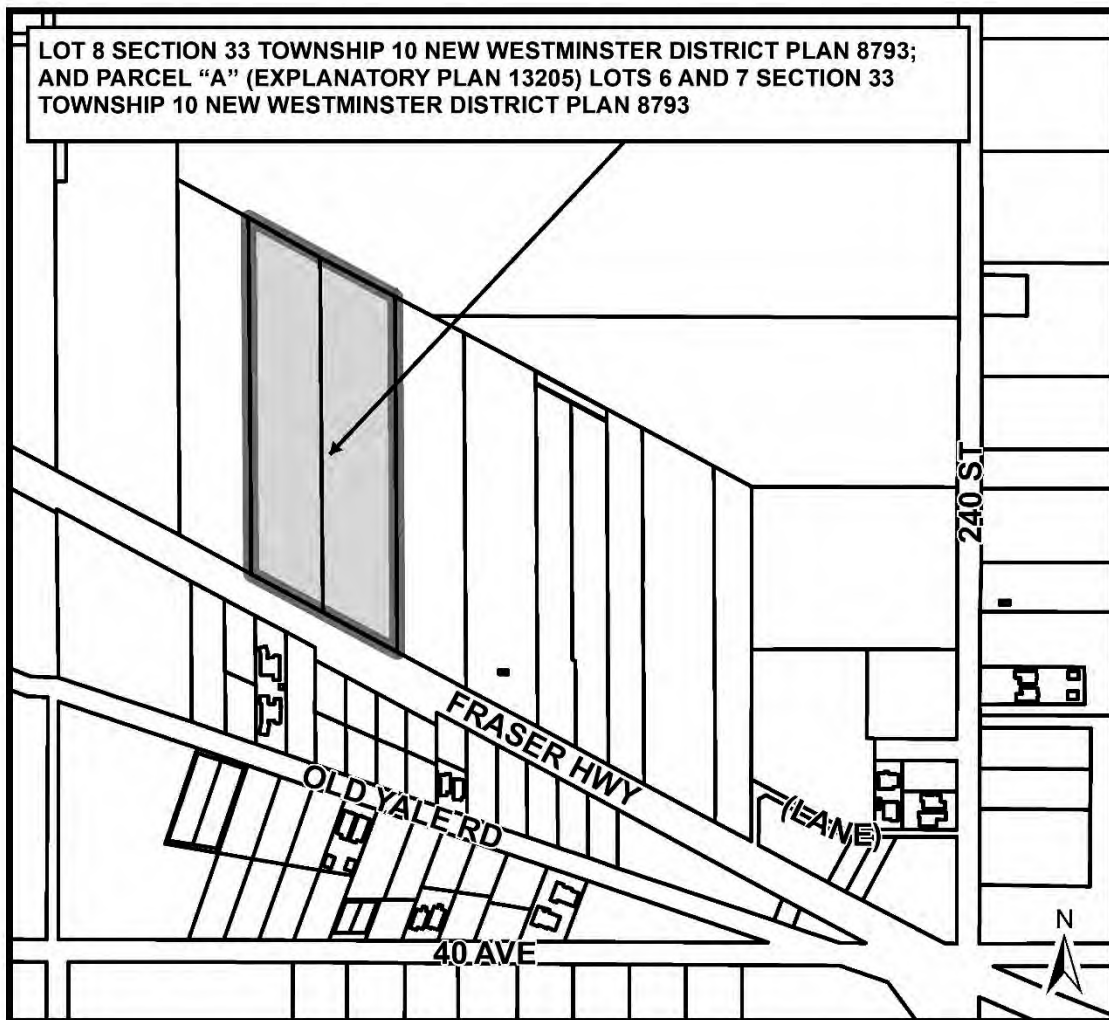 LOT 8 SECTION 33 TOWNSHIP 10 NEW WESTMINSTER DISTRICT PLAN 8793;
AND PARCEL “A” (EXPLANATORY PLAN 13205) LOTS 6 AND 7 SECTION 33
TOWNSHIP 10 NEW WESTMINSTER DISTRICT PLAN 8793
240 ST
FRASER HWY
OLD YALE RD
(LANE)
N
40 AVE